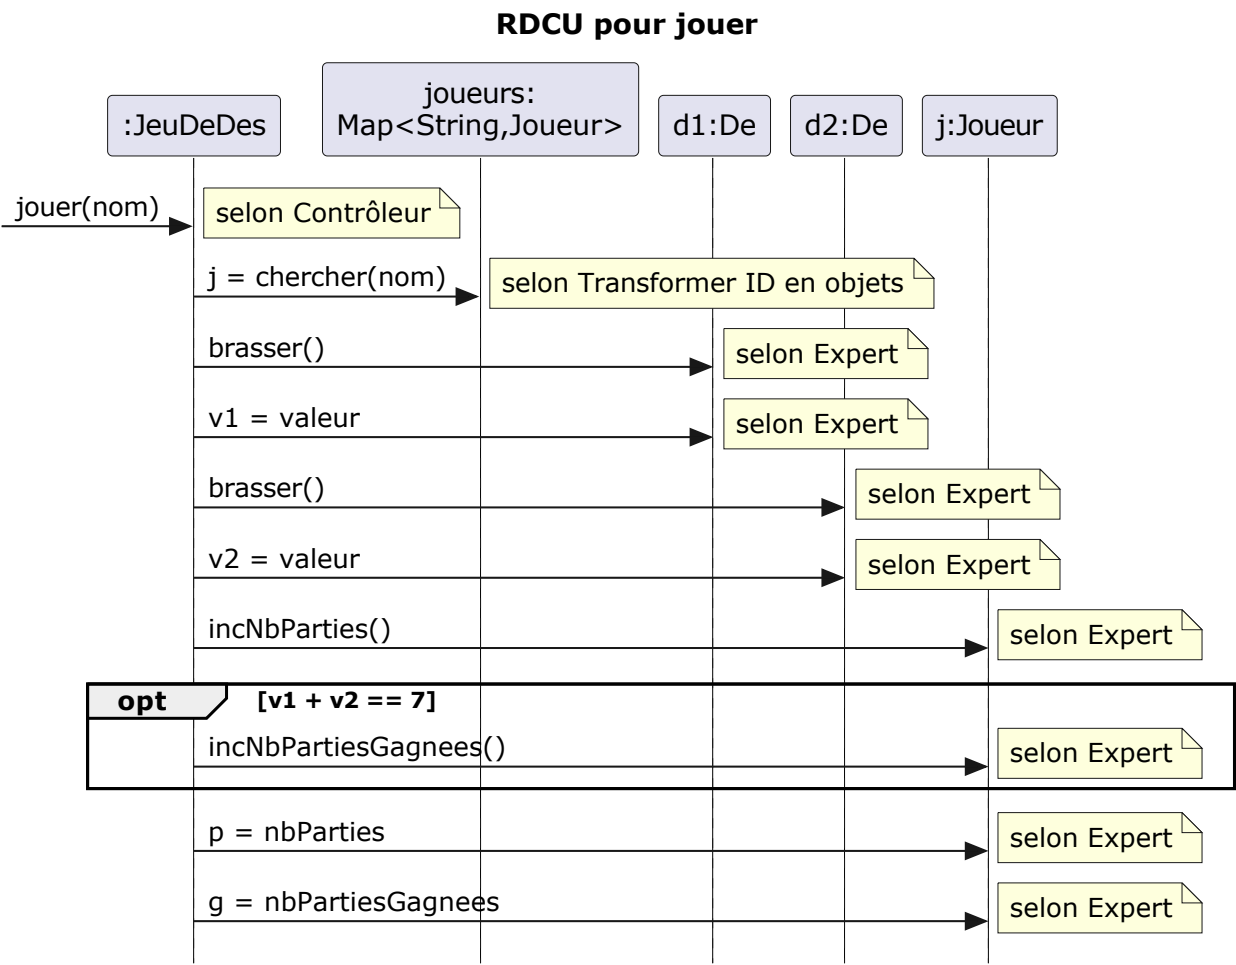 RDCU pour jouer
:JeuDeDes
joueurs:
Map<String,Joueur>
d1:De
d2:De
j:Joueur
jouer(nom)
selon Contrôleur
j = chercher(nom)
selon Transformer ID en objets
brasser()
selon Expert
v1 = valeur
selon Expert
brasser()
selon Expert
v2 = valeur
selon Expert
incNbParties()
selon Expert
opt
[v1 + v2 == 7]
incNbPartiesGagnees()
selon Expert
p = nbParties
selon Expert
g = nbPartiesGagnees
selon Expert